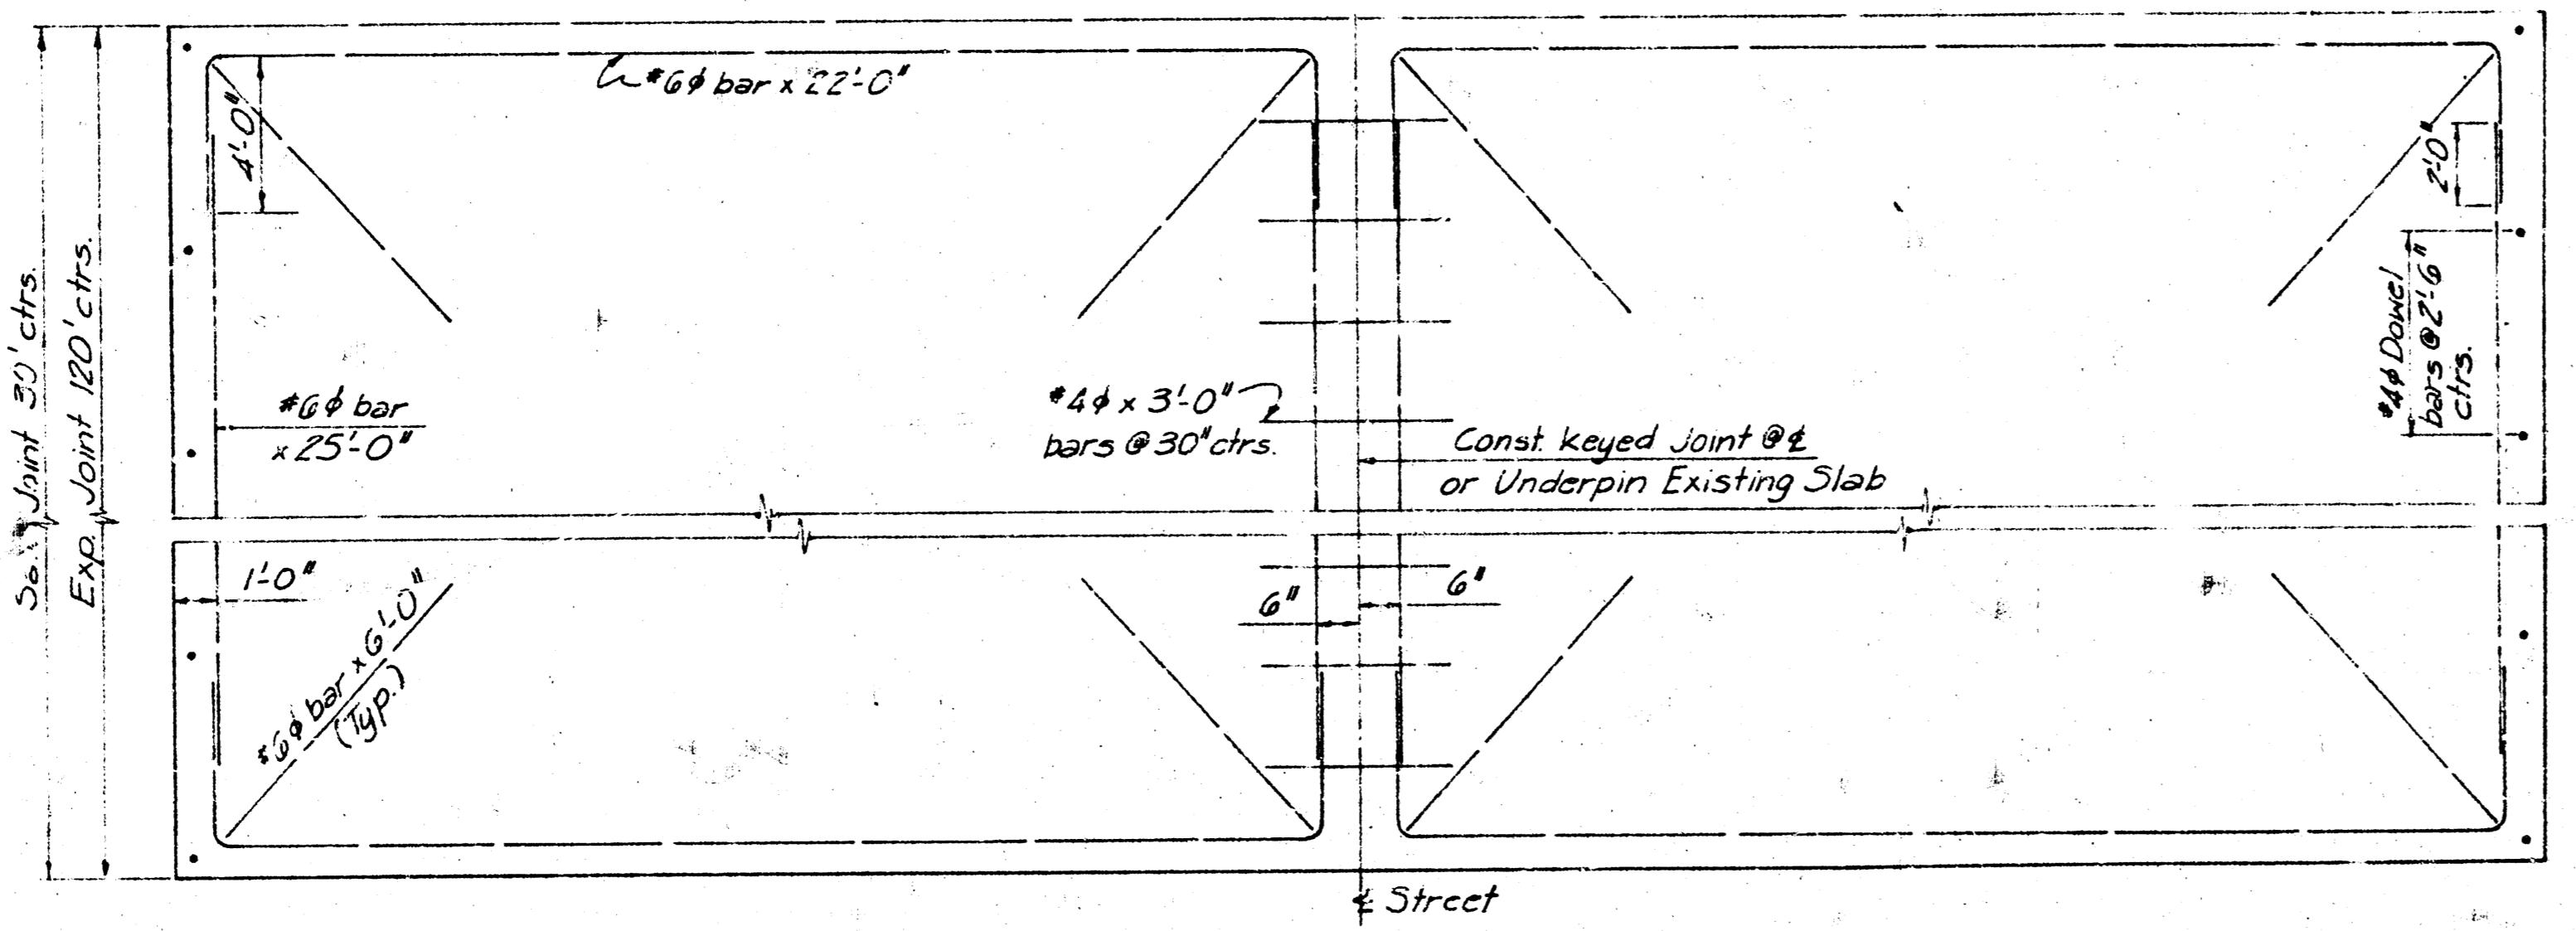 #6φ bar x 22'-0"
4'-0"
2'-0"
Joint 30' ctrs.
Exp. Joint 120' ctrs.
#6φ bar
x 25'-0"
#4φ x 3'-0"
bars @ 30" ctrs.
Const. Keyed Joint @ ℄
or Underpin Existing Slab
#4φ Dowel
bars @ 2'-6"
ctrs.
1'-0"
#6φ bar x 6'-0"
(Typ.)
6"
6"
℄ Street